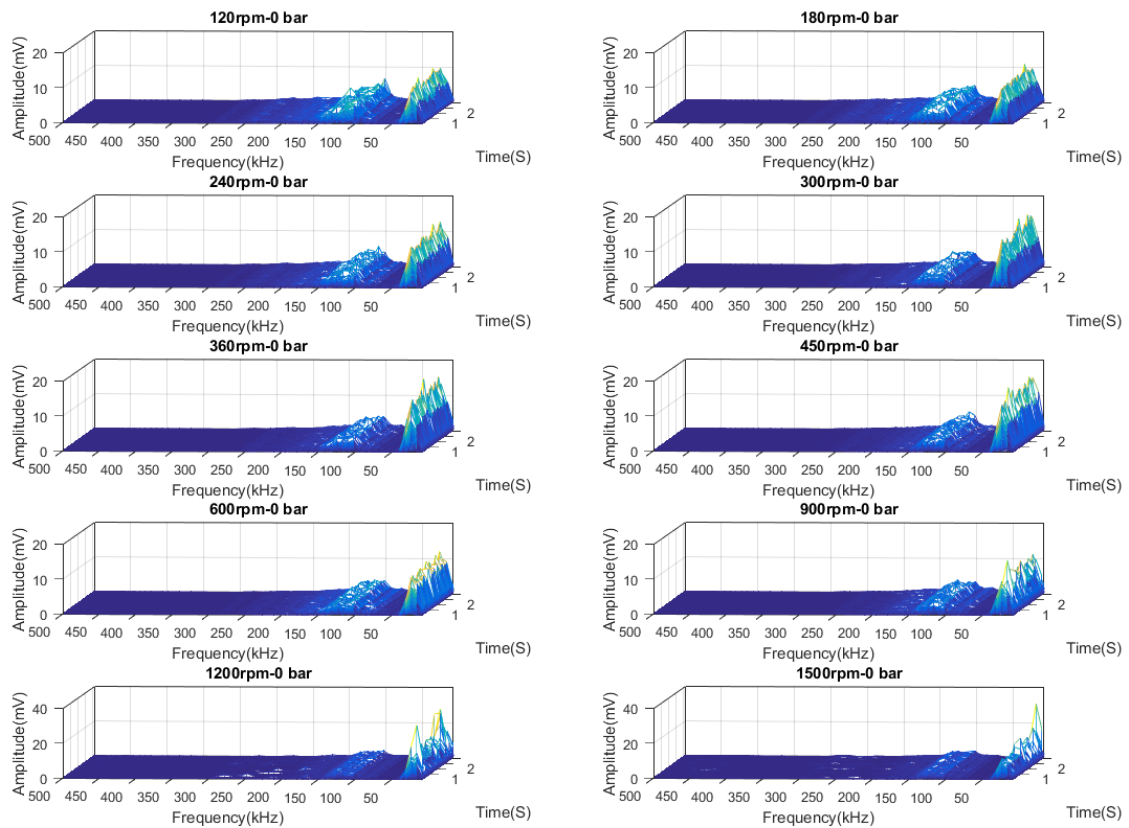 120rpm-0 bar
Amplitude(mV)
20
10
0
500 450 400 350 300 250 200 150 100 50
Frequency(kHz)
1 2
Time(S)
180rpm-0 bar
Amplitude(mV)
20
10
0
500 450 400 350 300 250 200 150 100 50
Frequency(kHz)
1 2
Time(S)
240rpm-0 bar
Amplitude(mV)
20
10
0
500 450 400 350 300 250 200 150 100 50
Frequency(kHz)
1 2
Time(S)
300rpm-0 bar
Amplitude(mV)
20
10
0
500 450 400 350 300 250 200 150 100 50
Frequency(kHz)
1 2
Time(S)
360rpm-0 bar
Amplitude(mV)
20
10
0
500 450 400 350 300 250 200 150 100 50
Frequency(kHz)
1 2
Time(S)
450rpm-0 bar
Amplitude(mV)
20
10
0
500 450 400 350 300 250 200 150 100 50
Frequency(kHz)
1 2
Time(S)
600rpm-0 bar
Amplitude(mV)
20
10
0
500 450 400 350 300 250 200 150 100 50
Frequency(kHz)
1 2
Time(S)
900rpm-0 bar
Amplitude(mV)
20
10
0
500 450 400 350 300 250 200 150 100 50
Frequency(kHz)
1 2
Time(S)
1200rpm-0 bar
Amplitude(mV)
40
20
0
500 450 400 350 300 250 200 150 100 50
Frequency(kHz)
1 2
Time(S)
1500rpm-0 bar
Amplitude(mV)
40
20
0
500 450 400 350 300 250 200 150 100 50
Frequency(kHz)
1 2
Time(S)